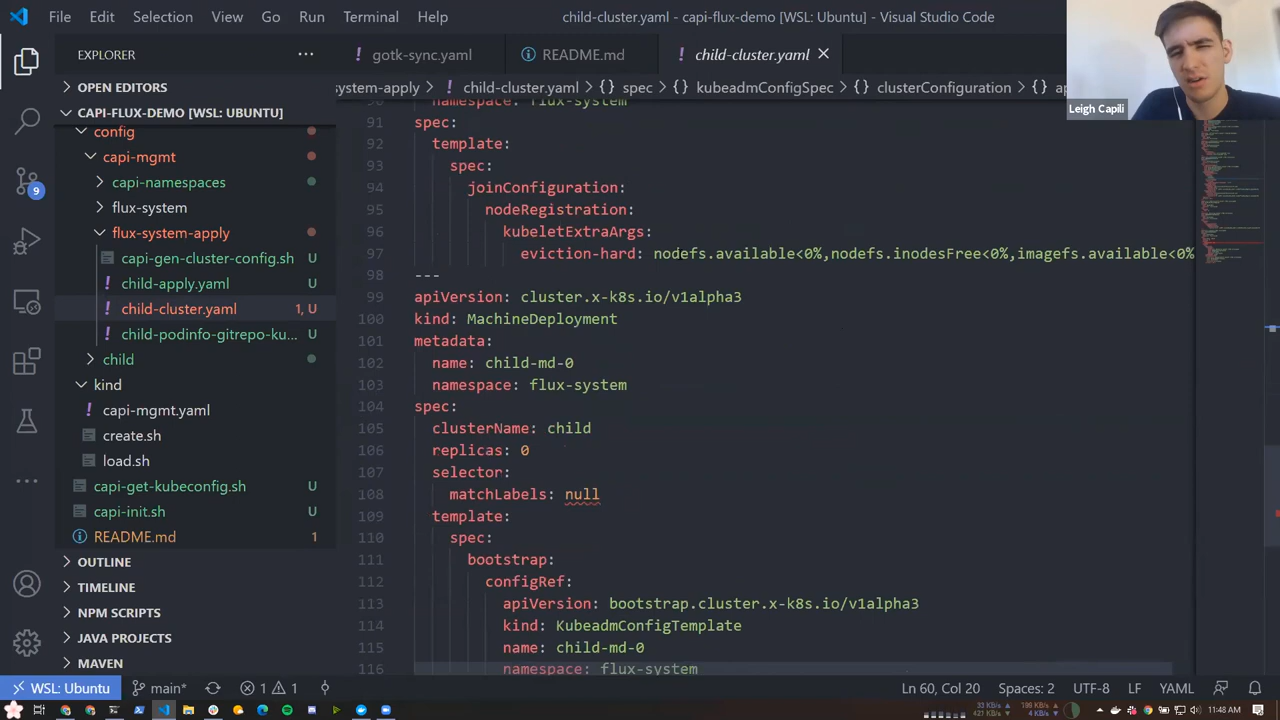 File Edit Selection View Go Run Terminal Help
child-cluster.yaml - capi-flux-demo [WSL: Ubuntu] - Visual Studio Code
EXPLORER
gotk-sync.yaml
README.md
child-cluster.yaml
OPEN EDITORS
system-apply > ! child-cluster.yaml > {} spec > {} kubeadmConfigSpec > {} clusterConfiguration >
Leigh Capili
CAPI-FLUX-DEMO [WSL: UBUNTU]
config
capi-mgmt
capi-namespaces
flux-system
flux-system-apply
capi-gen-cluster-config.sh U
! child-apply.yaml U
! child-cluster.yaml 1, U
! child-podinfo-gitrepo-ku... U
child
kind
! capi-mgmt.yaml
create.sh
load.sh
capi-get-kubeconfig.sh U
capi-init.sh U
README.md 1
OUTLINE
TIMELINE
NPM SCRIPTS
JAVA PROJECTS
MAVEN
9
90 namespace: flux-system
91 spec:
92 template:
93 spec:
94 joinConfiguration:
95 nodeRegistration:
96 kubeletExtraArgs:
97 eviction-hard: nodefs.available<0%,nodefs.inodesFree<0%,imagefs.available<0%
98 ---
99 apiVersion: cluster.x-k8s.io/v1alpha3
100 kind: MachineDeployment
101 metadata:
102 name: child-md-0
103 namespace: flux-system
104 spec:
105 clusterName: child
106 replicas: 0
107 selector:
108 matchLabels: null
109 template:
110 spec:
111 bootstrap:
112 configRef:
113 apiVersion: bootstrap.cluster.x-k8s.io/v1alpha3
114 kind: KubeadmConfigTemplate
115 name: child-md-0
116 namespace: flux-system
WSL: Ubuntu main* 1 1 Ln 60, Col 20 Spaces: 2 UTF-8 LF YAML
11:48 AM